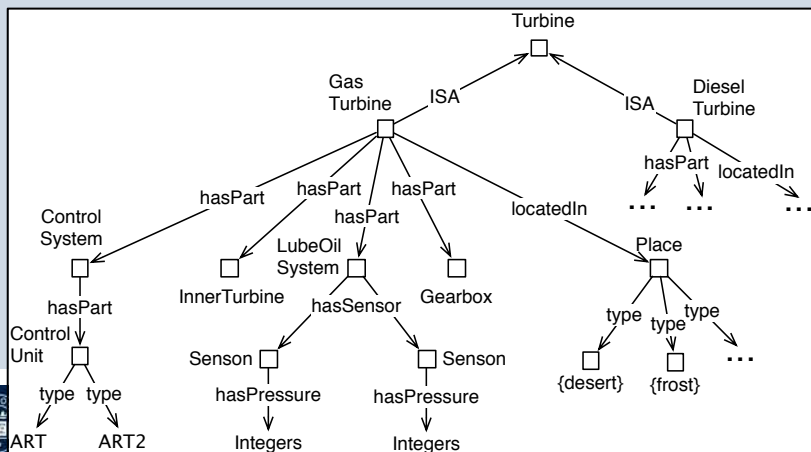 Turbine
Gas
Turbine
ISA
ISA
Diesel
Turbine
hasPart
locatedIn
... ... ...
hasPart
hasPart
hasPart
hasPart
locatedIn
Control
System
InnerTurbine
LubeOil
System
Gearbox
Place
hasPart
hasSensor
type
type
type
...
Control
Unit
Senson
Senson
{desert}
{frost}
type
type
hasPressure
hasPressure
ART
ART2
Integers
Integers